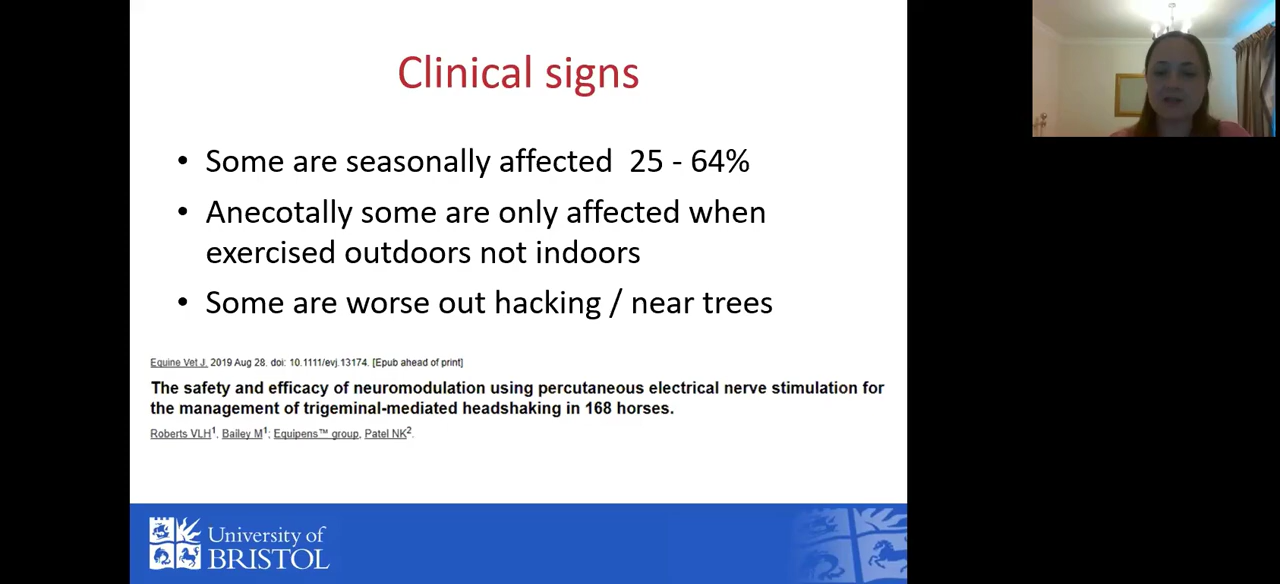 Clinical signs
• Some are seasonally affected  25 - 64%
• Anecotally some are only affected when
exercised outdoors not indoors
• Some are worse out hacking / near trees
Equine Vet J. 2019 Aug 28. doi: 10.1111/evj.13174. [Epub ahead of print]
The safety and efficacy of neuromodulation using percutaneous electrical nerve stimulation for
the management of trigeminal-mediated headshaking in 168 horses.
Roberts VLH1, Bailey M1; Equipens™ group, Patel NK2.
University of
BRISTOL